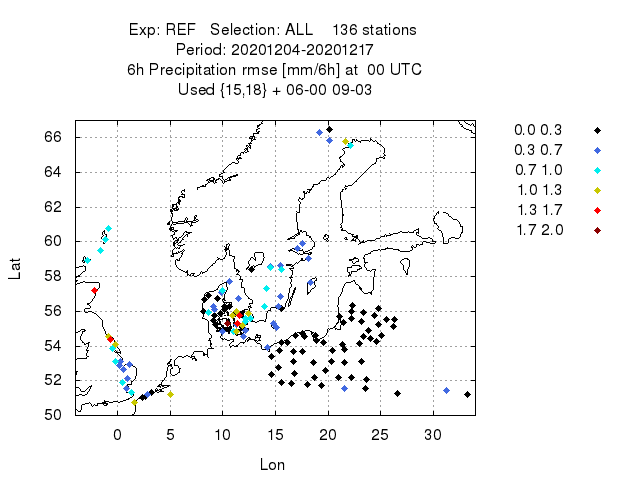 Exp: REF Selection: ALL 136 stations
Period: 20201204-20201217
6h Precipitation rmse [mm/6h] at 00 UTC
Used {15,18} + 06-00 09-03
0.0 0.3
0.3 0.7
0.7 1.0
1.0 1.3
1.3 1.7
1.7 2.0
66
64
62
60
58
56
54
52
50
Lat
0 5 10 15 20 25 30
Lon